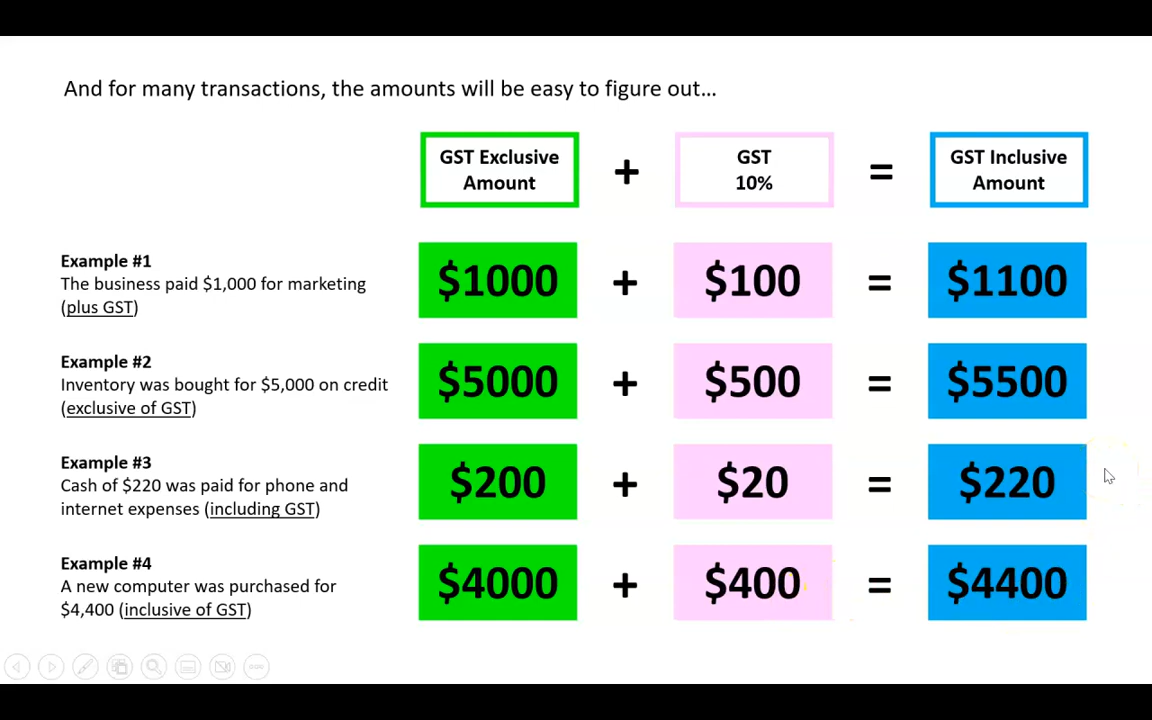 And for many transactions, the amounts will be easy to figure out...
GST Exclusive
Amount
+
GST
10%
=
GST Inclusive
Amount
Example #1
The business paid $1,000 for marketing
(plus GST)
$1000 + $100 = $1100
Example #2
Inventory was bought for $5,000 on credit
(exclusive of GST)
$5000 + $500 = $5500
Example #3
Cash of $220 was paid for phone and
internet expenses (including GST)
$200 + $20 = $220
Example #4
A new computer was purchased for
$4,400 (inclusive of GST)
$4000 + $400 = $4400